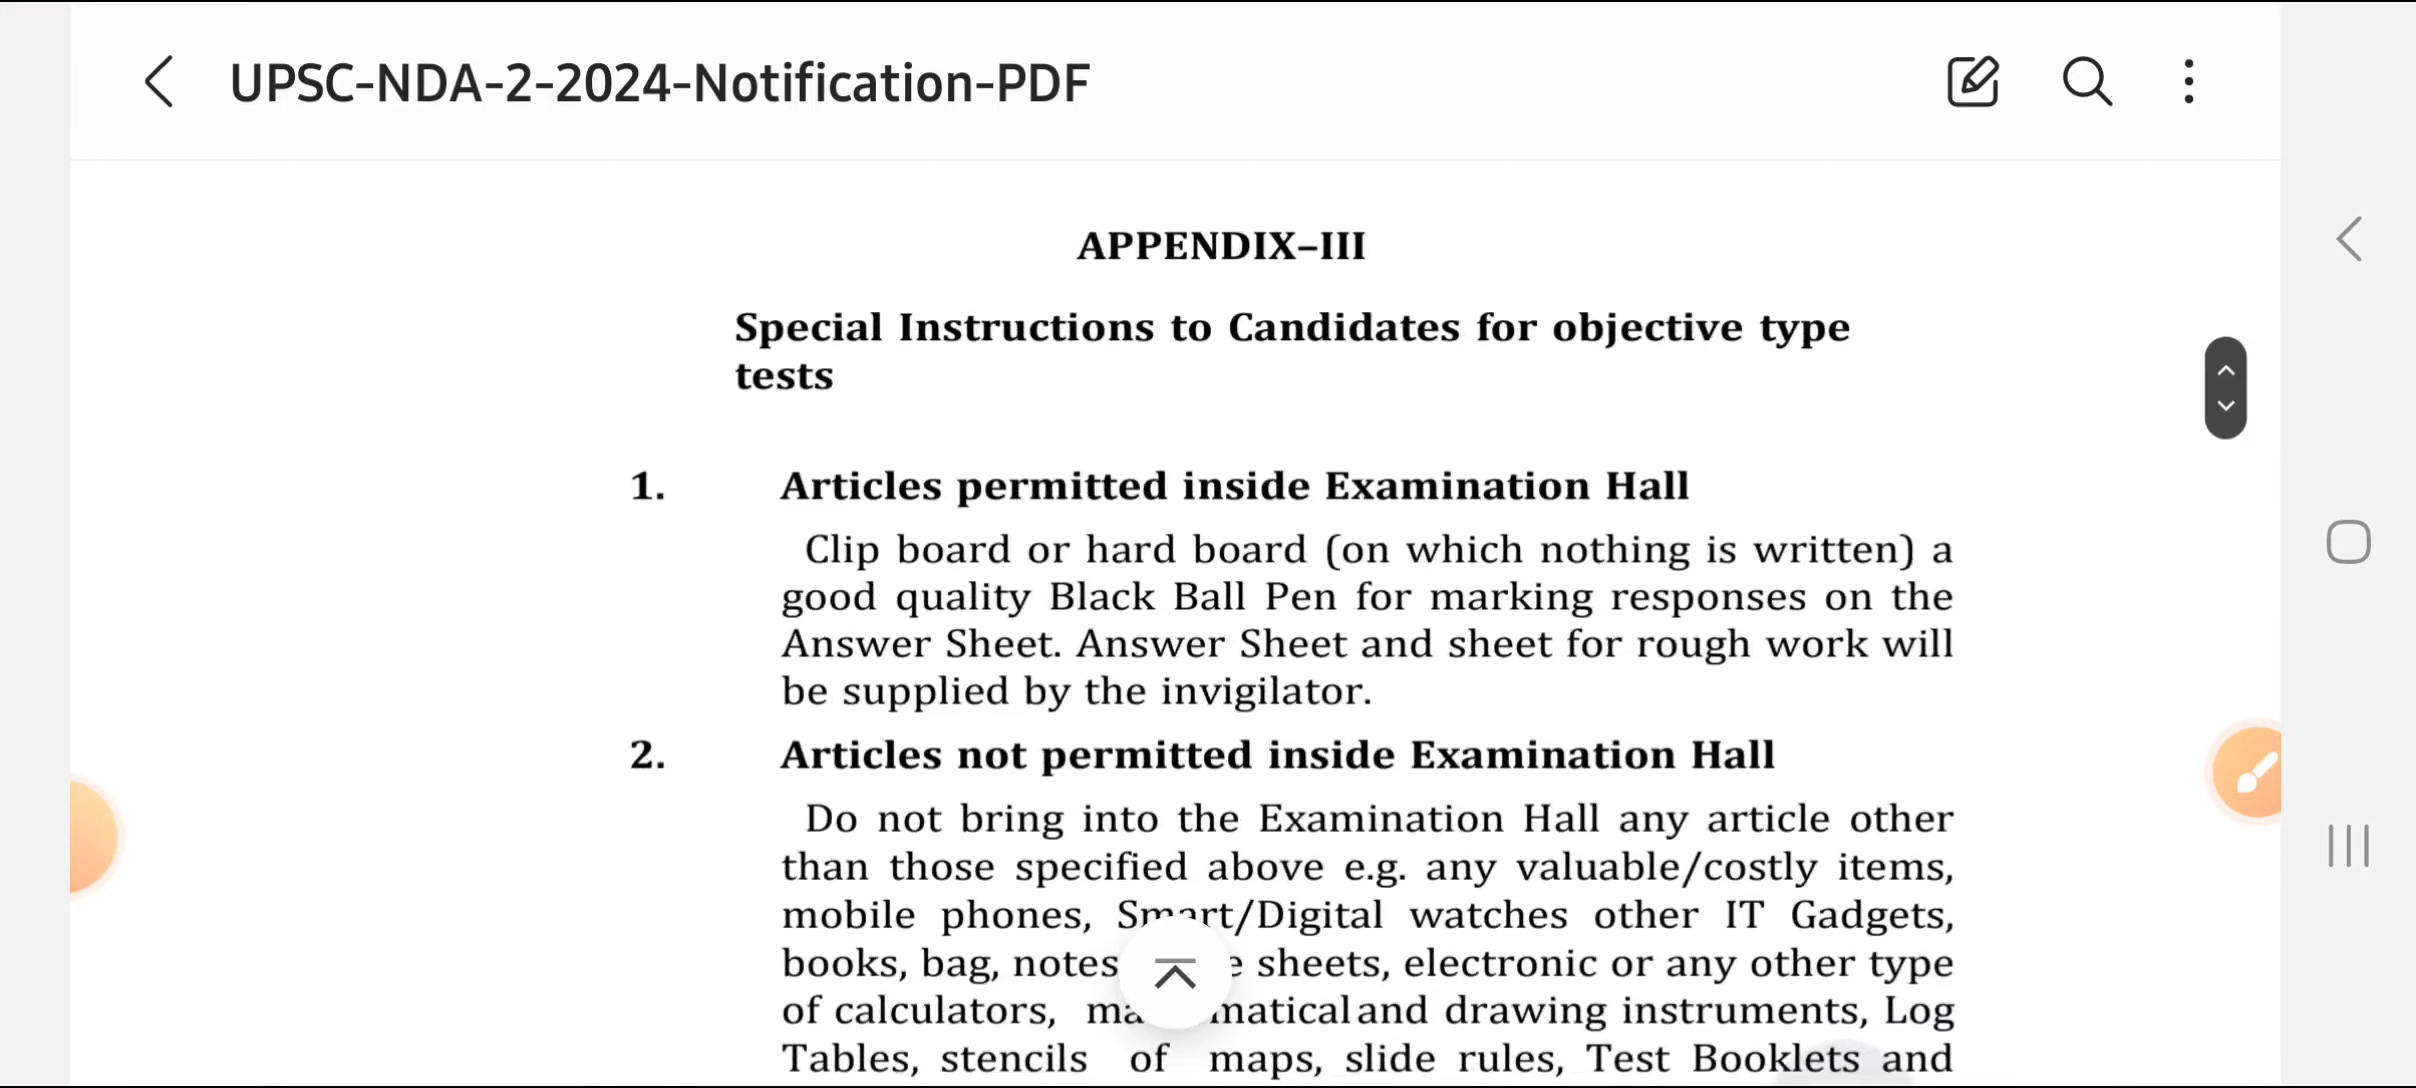 UPSC-NDA-2-2024-Notification-PDF
APPENDIX–III
Special Instructions to Candidates for objective type
tests
1. Articles permitted inside Examination Hall
Clip board or hard board (on which nothing is written) a
good quality Black Ball Pen for marking responses on the
Answer Sheet. Answer Sheet and sheet for rough work will
be supplied by the invigilator.
2. Articles not permitted inside Examination Hall
Do not bring into the Examination Hall any article other
than those specified above e.g. any valuable/costly items,
mobile phones, Smart/Digital watches other IT Gadgets,
books, bag, notes sheets, electronic or any other type
of calculators, and drawing instruments, Log
Tables, stencils of maps, slide rules, Test Booklets and